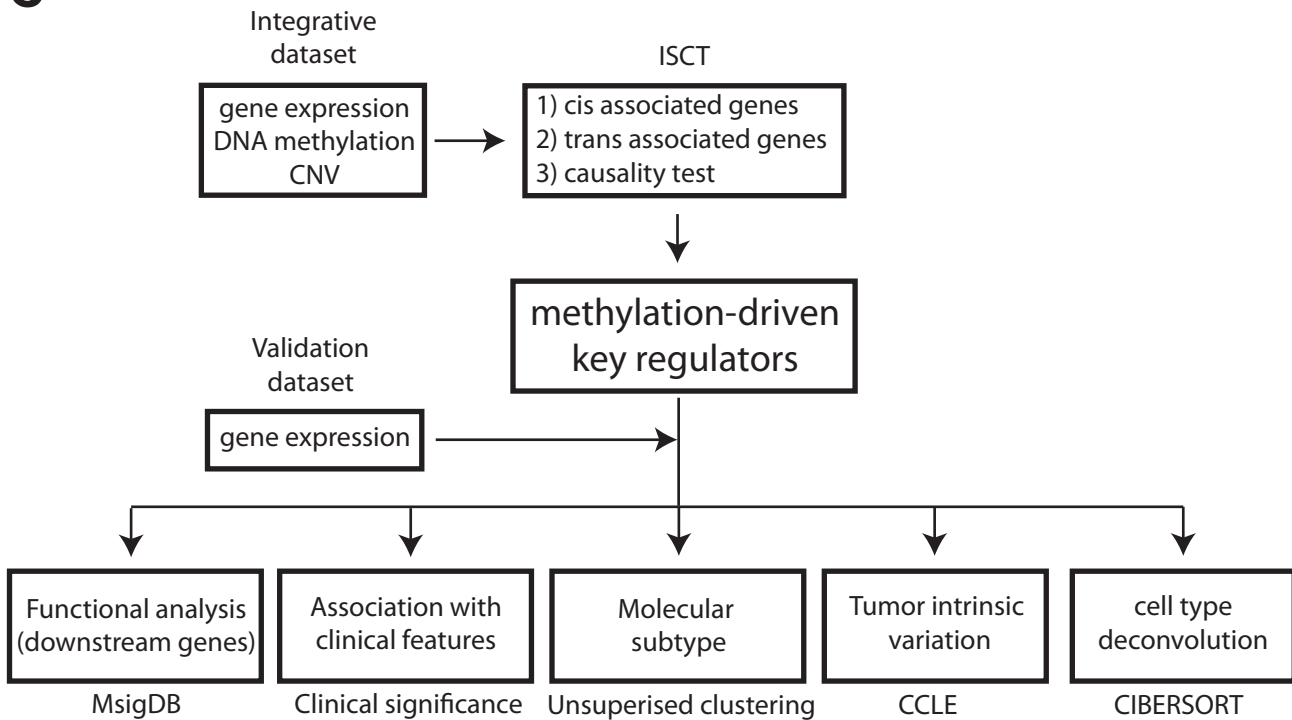 Integrative
dataset
ISCT
gene expression
DNA methylation
CNV
1) cis associated genes
2) trans associated genes
3) causality test
methylation-driven
key regulators
Validation
dataset
gene expression
Functional analysis
(downstream genes)
Association with
clinical features
Molecular
subtype
Tumor intrinsic
variation
cell type
deconvolution
MsigDB
Clinical significance
Unsuperised clustering
CCLE
CIBERSORT